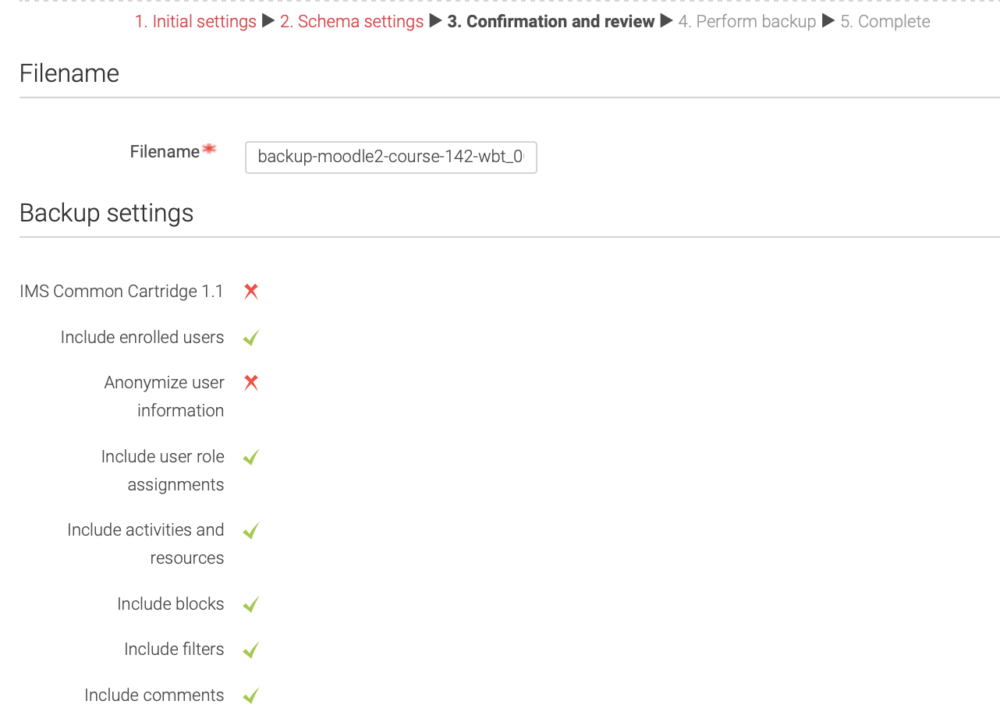 1. Initial settings ▶ 2. Schema settings ▶ 3. Confirmation and review ▶ 4. Perform backup ▶ 5. Complete
Filename
Filename
backup-moodle2-course-142-wbt_0
Backup settings
IMS Common Cartridge 1.1
Include enrolled users
Anonymize user
information
Include user role
assignments
Include activities and
resources
Include blocks
Include filters
Include comments